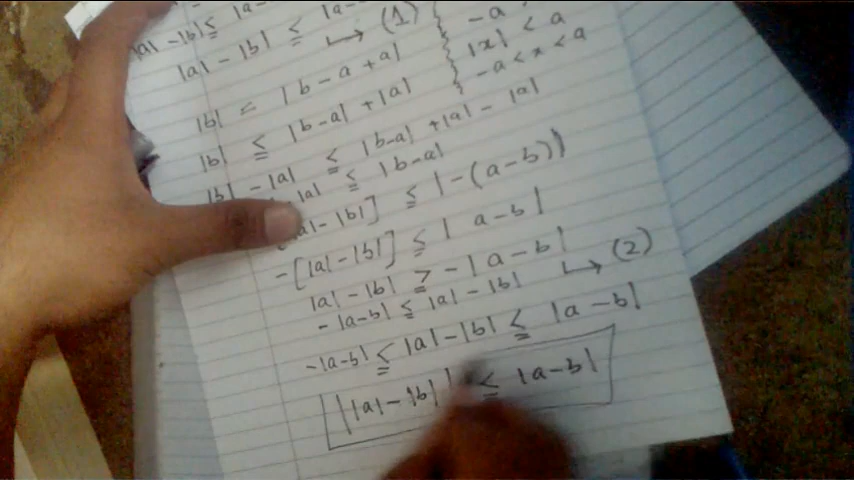 |a| - |b| ≤ |a -
|a| - |b| ≤ |a - → (1)
- a
|x| < a
- a < x < a
|b| = |b - a + a|
|b| ≤ |b-a| + |a|
|b| - |a| ≤ |b-a| + |a| - |a|
|a| ≤ |b-a|
|a| - |b|] ≤ |-(a-b)|
-[|a| - |b|] ≤ | a-b|
|a| - |b| ≥ -|a-b|
-|a-b| ≤ |a| - |b| → (2)
-|a-b| ≤ |a| - |b| ≤ |a-b|
||a| - |b|| ≤ |a-b|